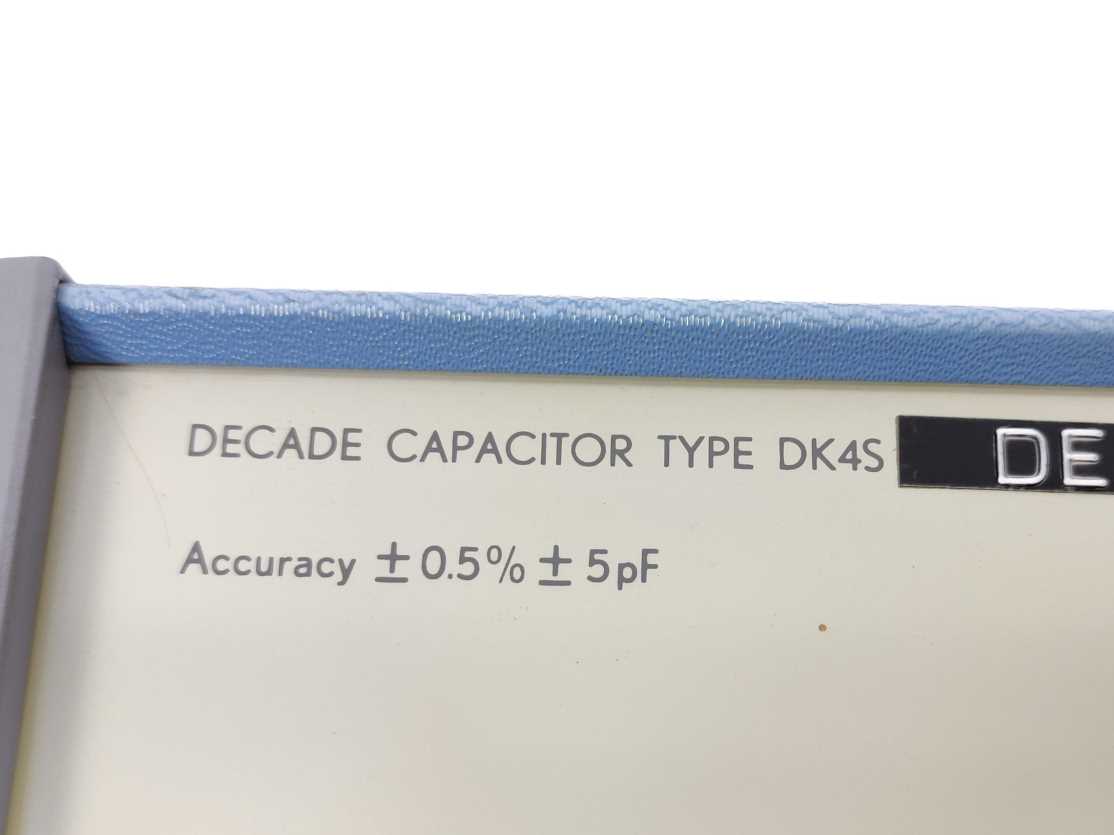 DECADE CAPACITOR TYPE DK4S DE
Accuracy ± 0.5% ± 5pF